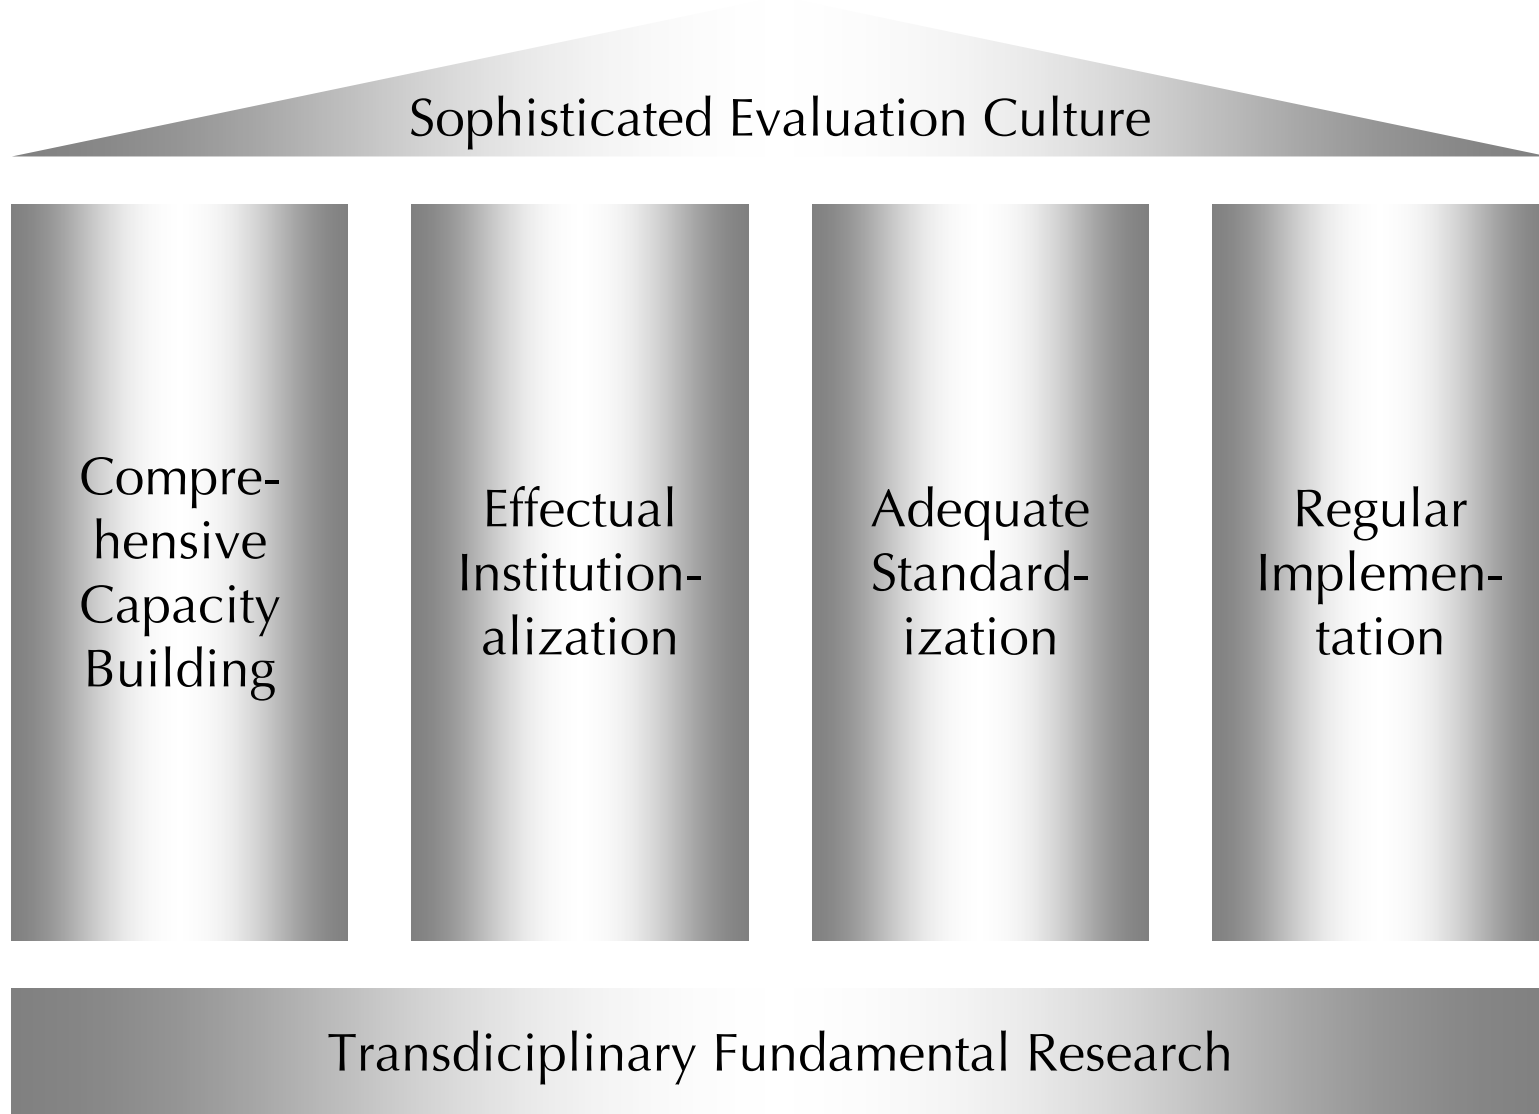 Sophisticated Evaluation Culture
Compre-
hensive
Capacity
Building
Effectual
Institution-
alization
Adequate
Standard-
ization
Regular
Implemen-
tation
Transdiciplinary Fundamental Research